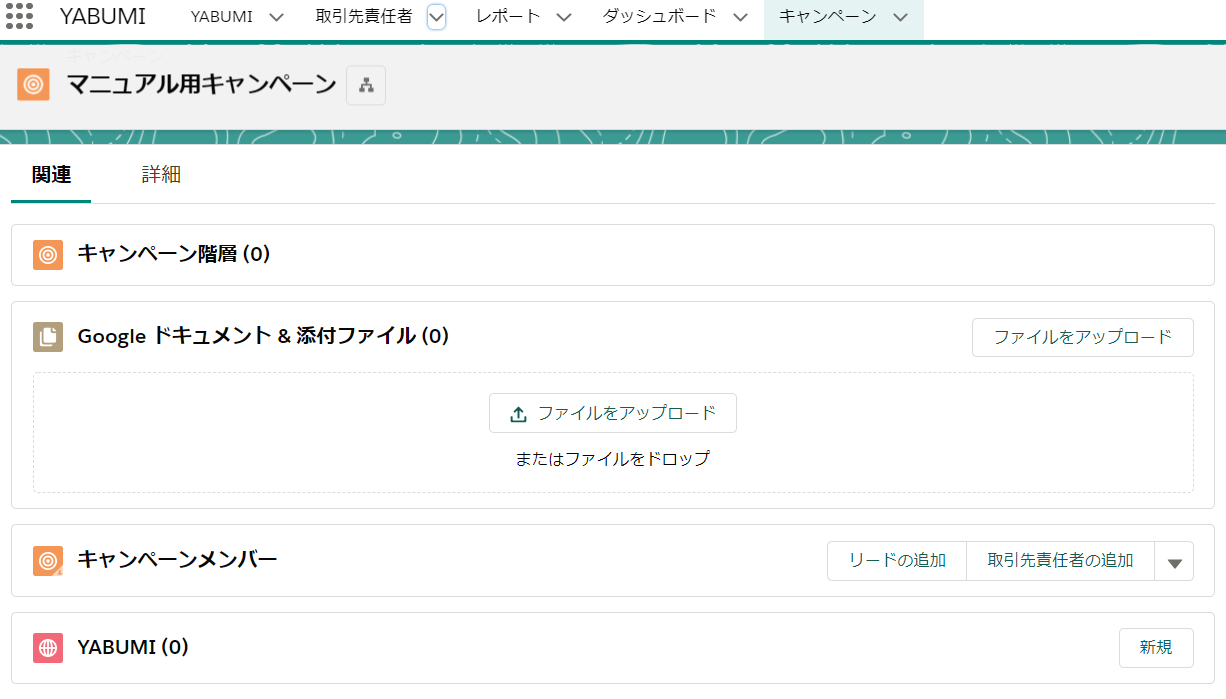 YABUMI YABUMI 取引先責任者 レポート ダッシュボード キャンペーン
キャンペーン
マニュアル用キャンペーン
関連 詳細
キャンペーン階層 (0)
Google ドキュメント & 添付ファイル (0) ファイルをアップロード
ファイルをアップロード
またはファイルをドロップ
キャンペーンメンバー リードの追加 取引先責任者の追加
YABUMI (0) 新規